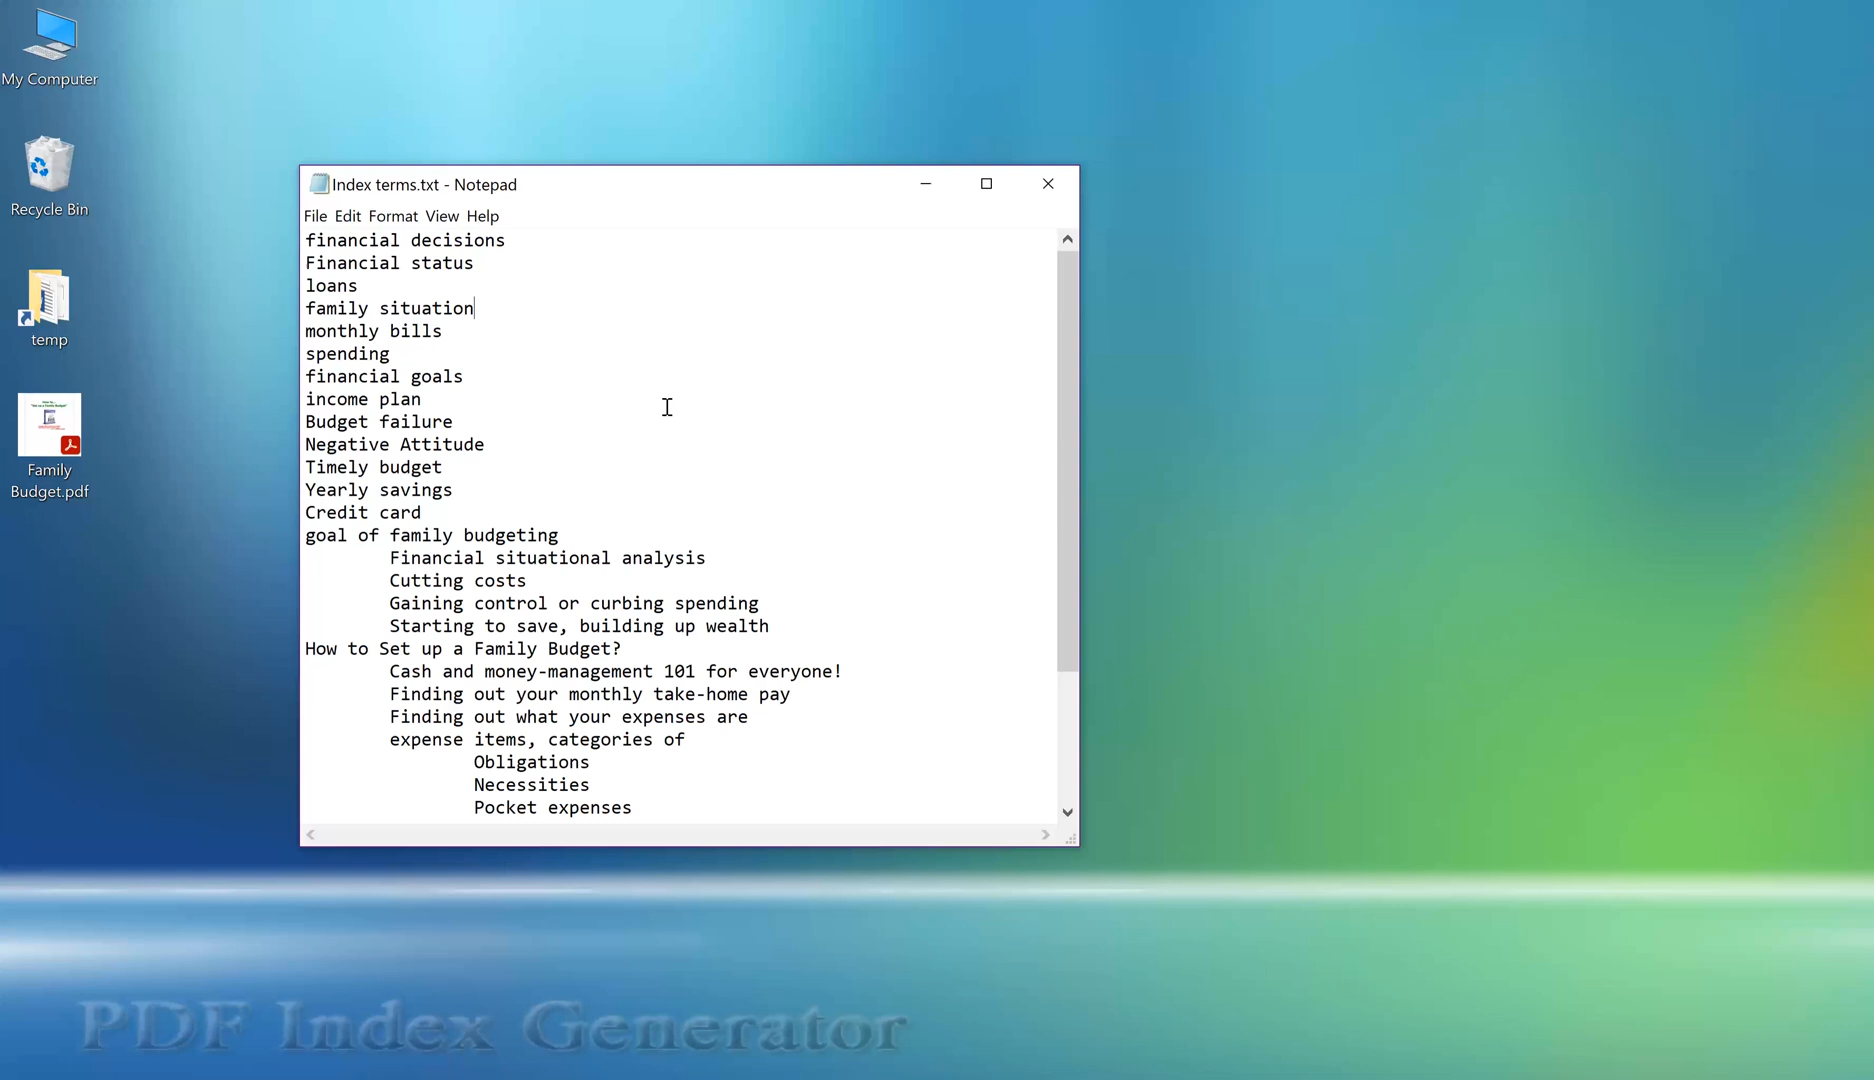 My Computer
Recycle Bin
temp
Family
Budget.pdf
Index terms.txt - Notepad
File Edit Format View Help
financial decisions
Financial status
loans
family situation
monthly bills
spending
financial goals
income plan
Budget failure
Negative Attitude
Timely budget
Yearly savings
Credit card
goal of family budgeting
Financial situational analysis
Cutting costs
Gaining control or curbing spending
Starting to save, building up wealth
How to Set up a Family Budget?
Cash and money-management 101 for everyone!
Finding out your monthly take-home pay
Finding out what your expenses are
expense items, categories of
Obligations
Necessities
Pocket expenses
PDF Index Generator